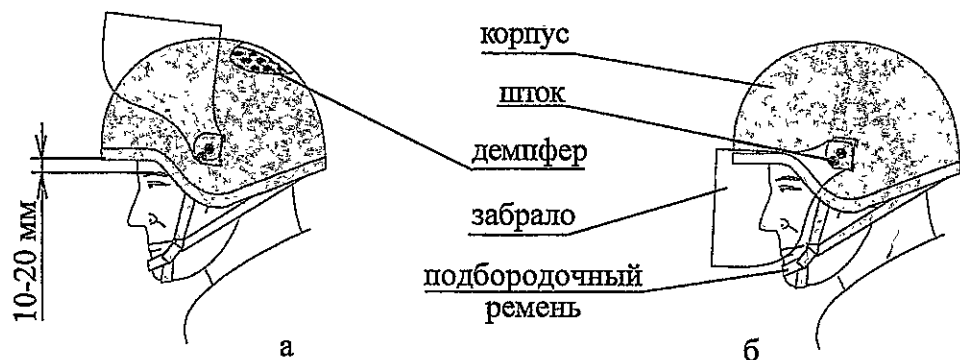 корпус
шток
демпфер
забрало
подбородочный
ремень
10-20 мм
а
б